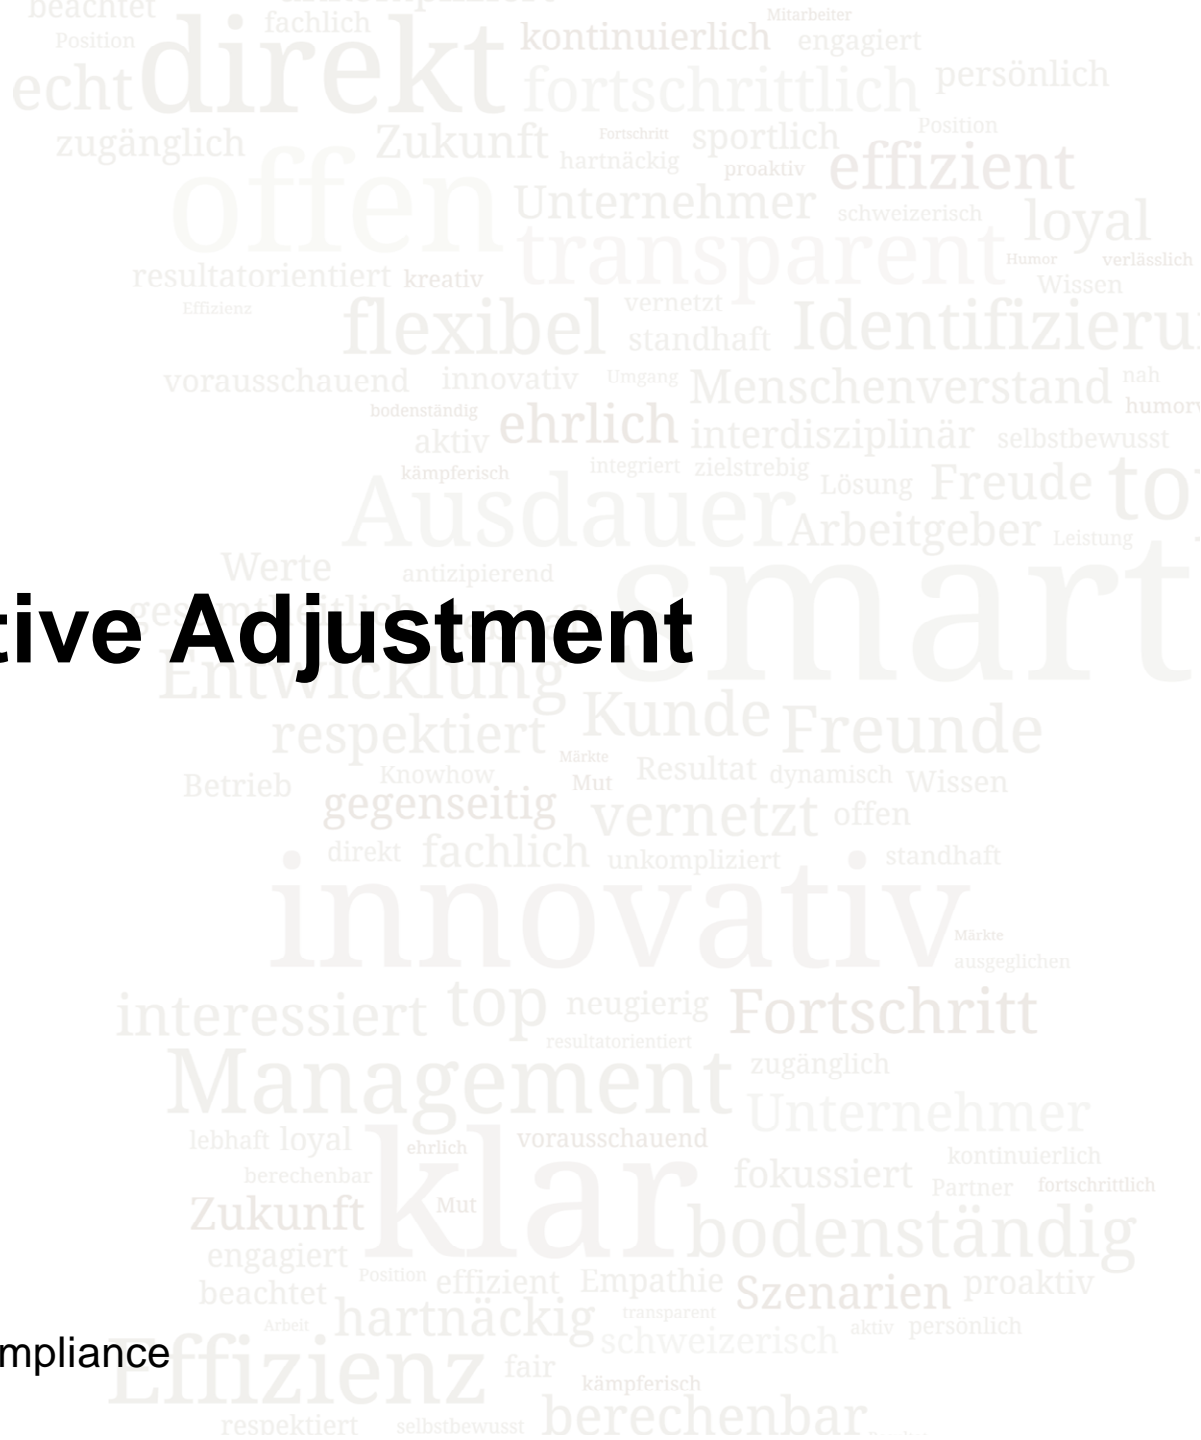 beachtet
fachlich
Mitarbeiter
Position
direkt
kontinuierlich
engagiert
echt
fortschrittlich
persönlich
zugänglich
Zukunft
Fortschritt
sportlich
Position
hartnäckig
proaktiv
effizient
offen
Unternehmer
schweizerisch
loyal
transparent
Humor
verlässlich
resultatorientiert
kreativ
Wissen
Effizienz
flexibel
vernetzt
standhaft
vorausschauend
innovativ
Umgang
Menschenverstand
nah
bodenständig
ehrlich
aktiv
interdisziplinär
selbstbewusst
kämpferisch
integriert
zielstrebig
Lösung
Freude
Ausdauer
Arbeitgeber
Leistung
Werte
antizipierend
smart
tive Adjustment
Entwicklung
respektiert
Kunde
Freunde
Märkte
Betrieb
Knowhow
Mut
Resultat
dynamisch
Wissen
gegenseitig
vernetzt
offen
direkt
fachlich
unkompliziert
standhaft
innovativ
Märkte
ausgeglichen
interessiert
top
neugierig
Fortschritt
resultatorientiert
Management
zugänglich
Unternehmer
lebhaft
loyal
ehrlich
vorausschauend
klar
kontinuierlich
berechenbar
fokussiert
Partner
fortschrittlich
Zukunft
Mut
bodenständig
engagiert
Position
effizient
Empathie
Szenarien
proaktiv
beachtet
Arbeit
hartnäckig
transparent
schweizerisch
aktiv
persönlich
mpliance
Effizienz
fair
kämpferisch
respektiert
selbstbewusst
berechenbar